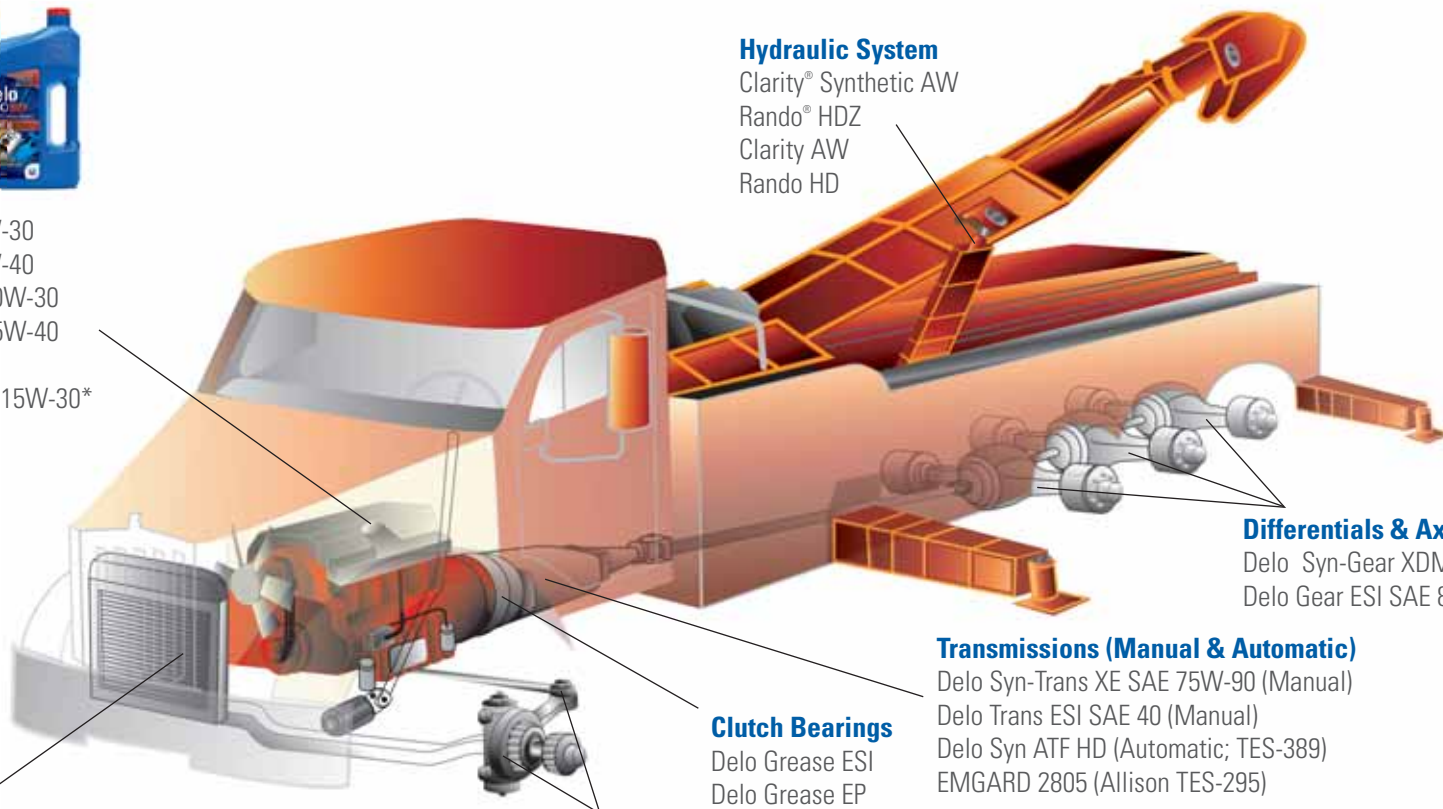 elo
Hydraulic System
Clarity® Synthetic AW
Rando® HDZ
Clarity AW
Rando HD
-30
-40
0W-30
5W-40
15W-30*
Differentials & Ax
Delo Syn-Gear XDM
Delo Gear ESI SAE 8
Transmissions (Manual & Automatic)
Delo Syn-Trans XE SAE 75W-90 (Manual)
Delo Trans ESI SAE 40 (Manual)
Delo Syn ATF HD (Automatic; TES-389)
EMGARD 2805 (Allison TES-295)
Clutch Bearings
Delo Grease ESI
Delo Grease EP